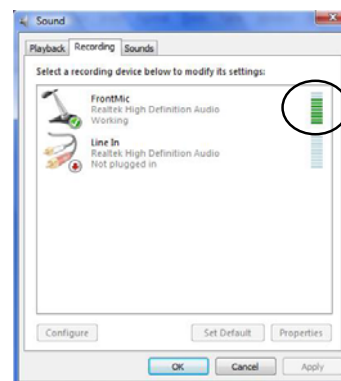 Sound
Playback Recording Sounds
Select a recording device below to modify its settings:
FrontMic
Realtek High Definition Audio
Working
Line In
Realtek High Definition Audio
Not plugged in
Configure Set Default Properties
OK Cancel Apply